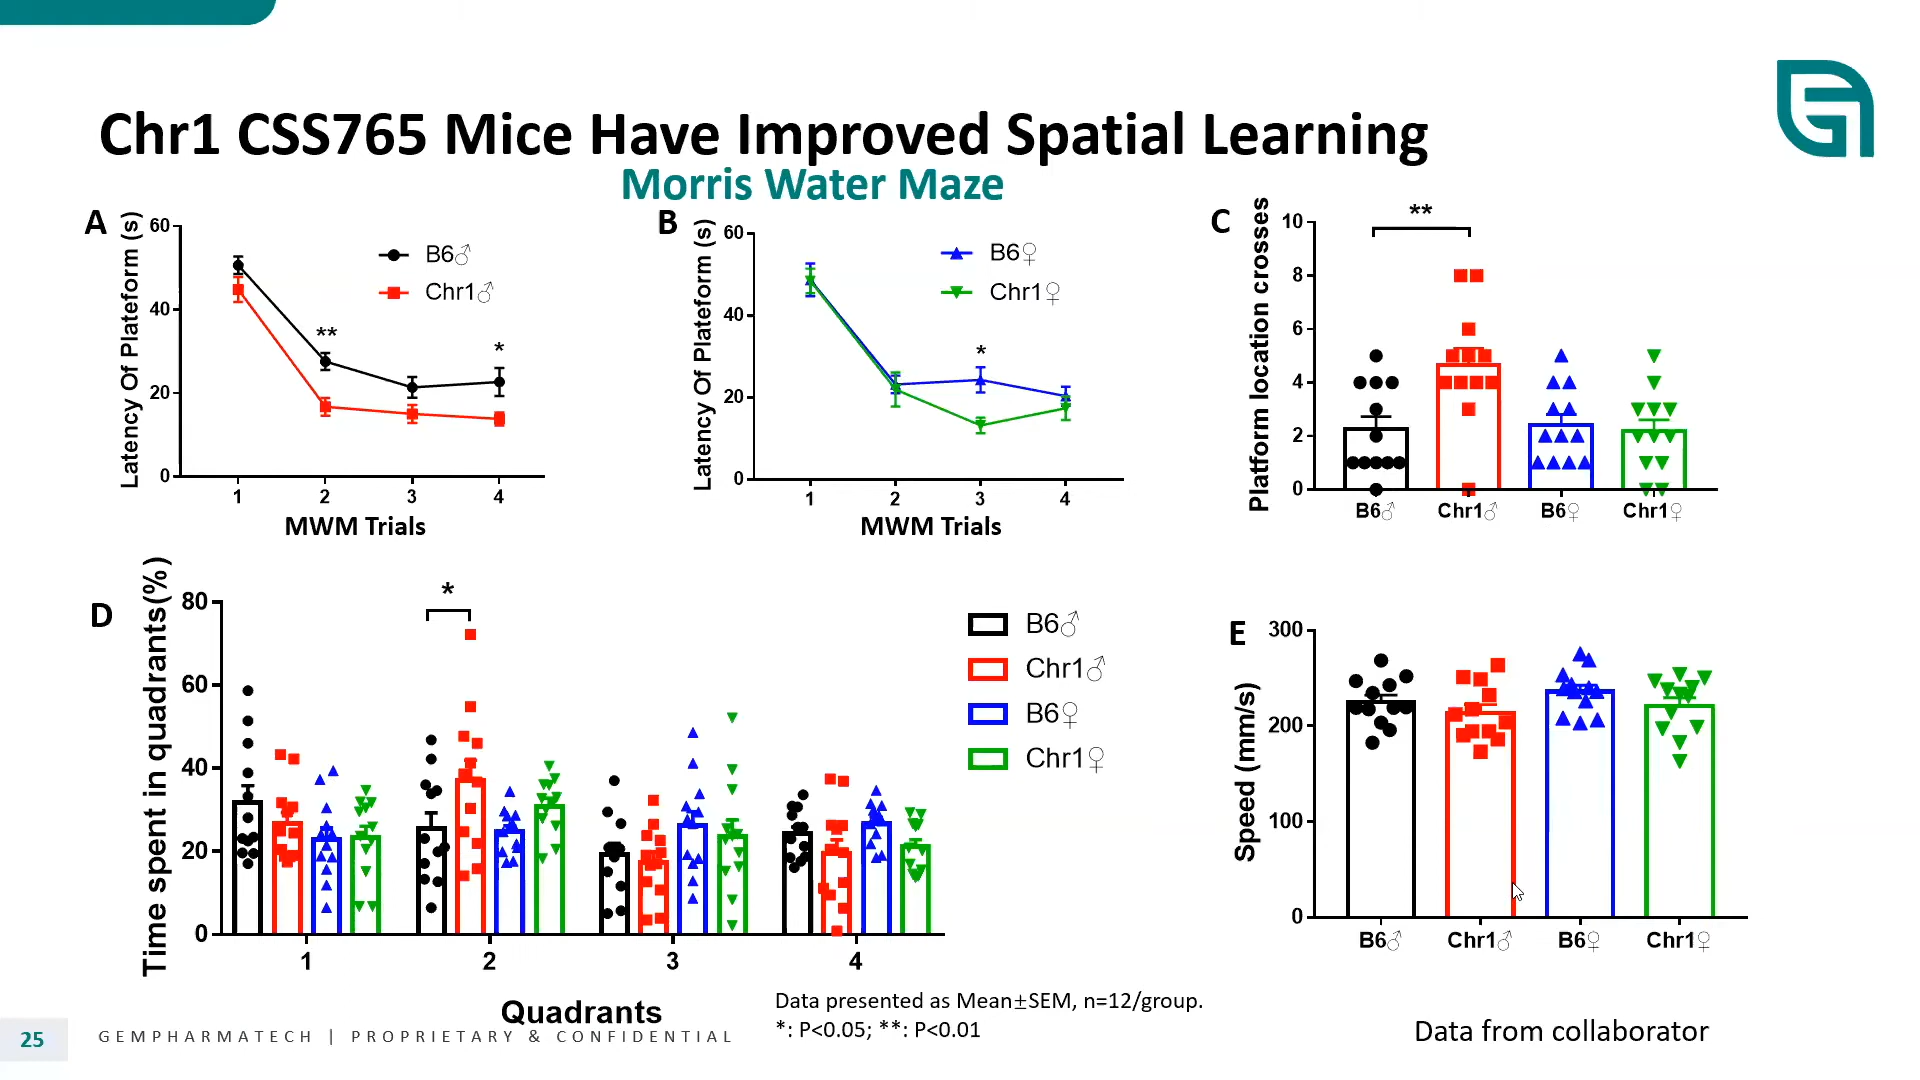 Chr1 CSS765 Mice Have Improved Spatial Learning
Morris Water Maze
A
Latency Of Plateform (s)
60
40
20
0
B6♂
Chr1♂
**
*
1 2 3 4
MWM Trials
B
Latency Of Plateform (s)
60
40
20
0
B6♀
Chr1♀
*
1 2 3 4
MWM Trials
C
Platform location crosses
10
8
6
4
2
0
**
B6♂ Chr1♂ B6♀ Chr1♀
D
Time spent in quadrants(%)
80
60
40
20
0
*
1 2 3 4
Quadrants
B6♂
Chr1♂
B6♀
Chr1♀
E
Speed (mm/s)
300
200
100
0
B6♂ Chr1♂ B6♀ Chr1♀
Data presented as Mean±SEM, n=12/group.
*: P<0.05; **: P<0.01
Data from collaborator
25
GEMPHARMATECH | PROPRIETARY & CONFIDENTIAL